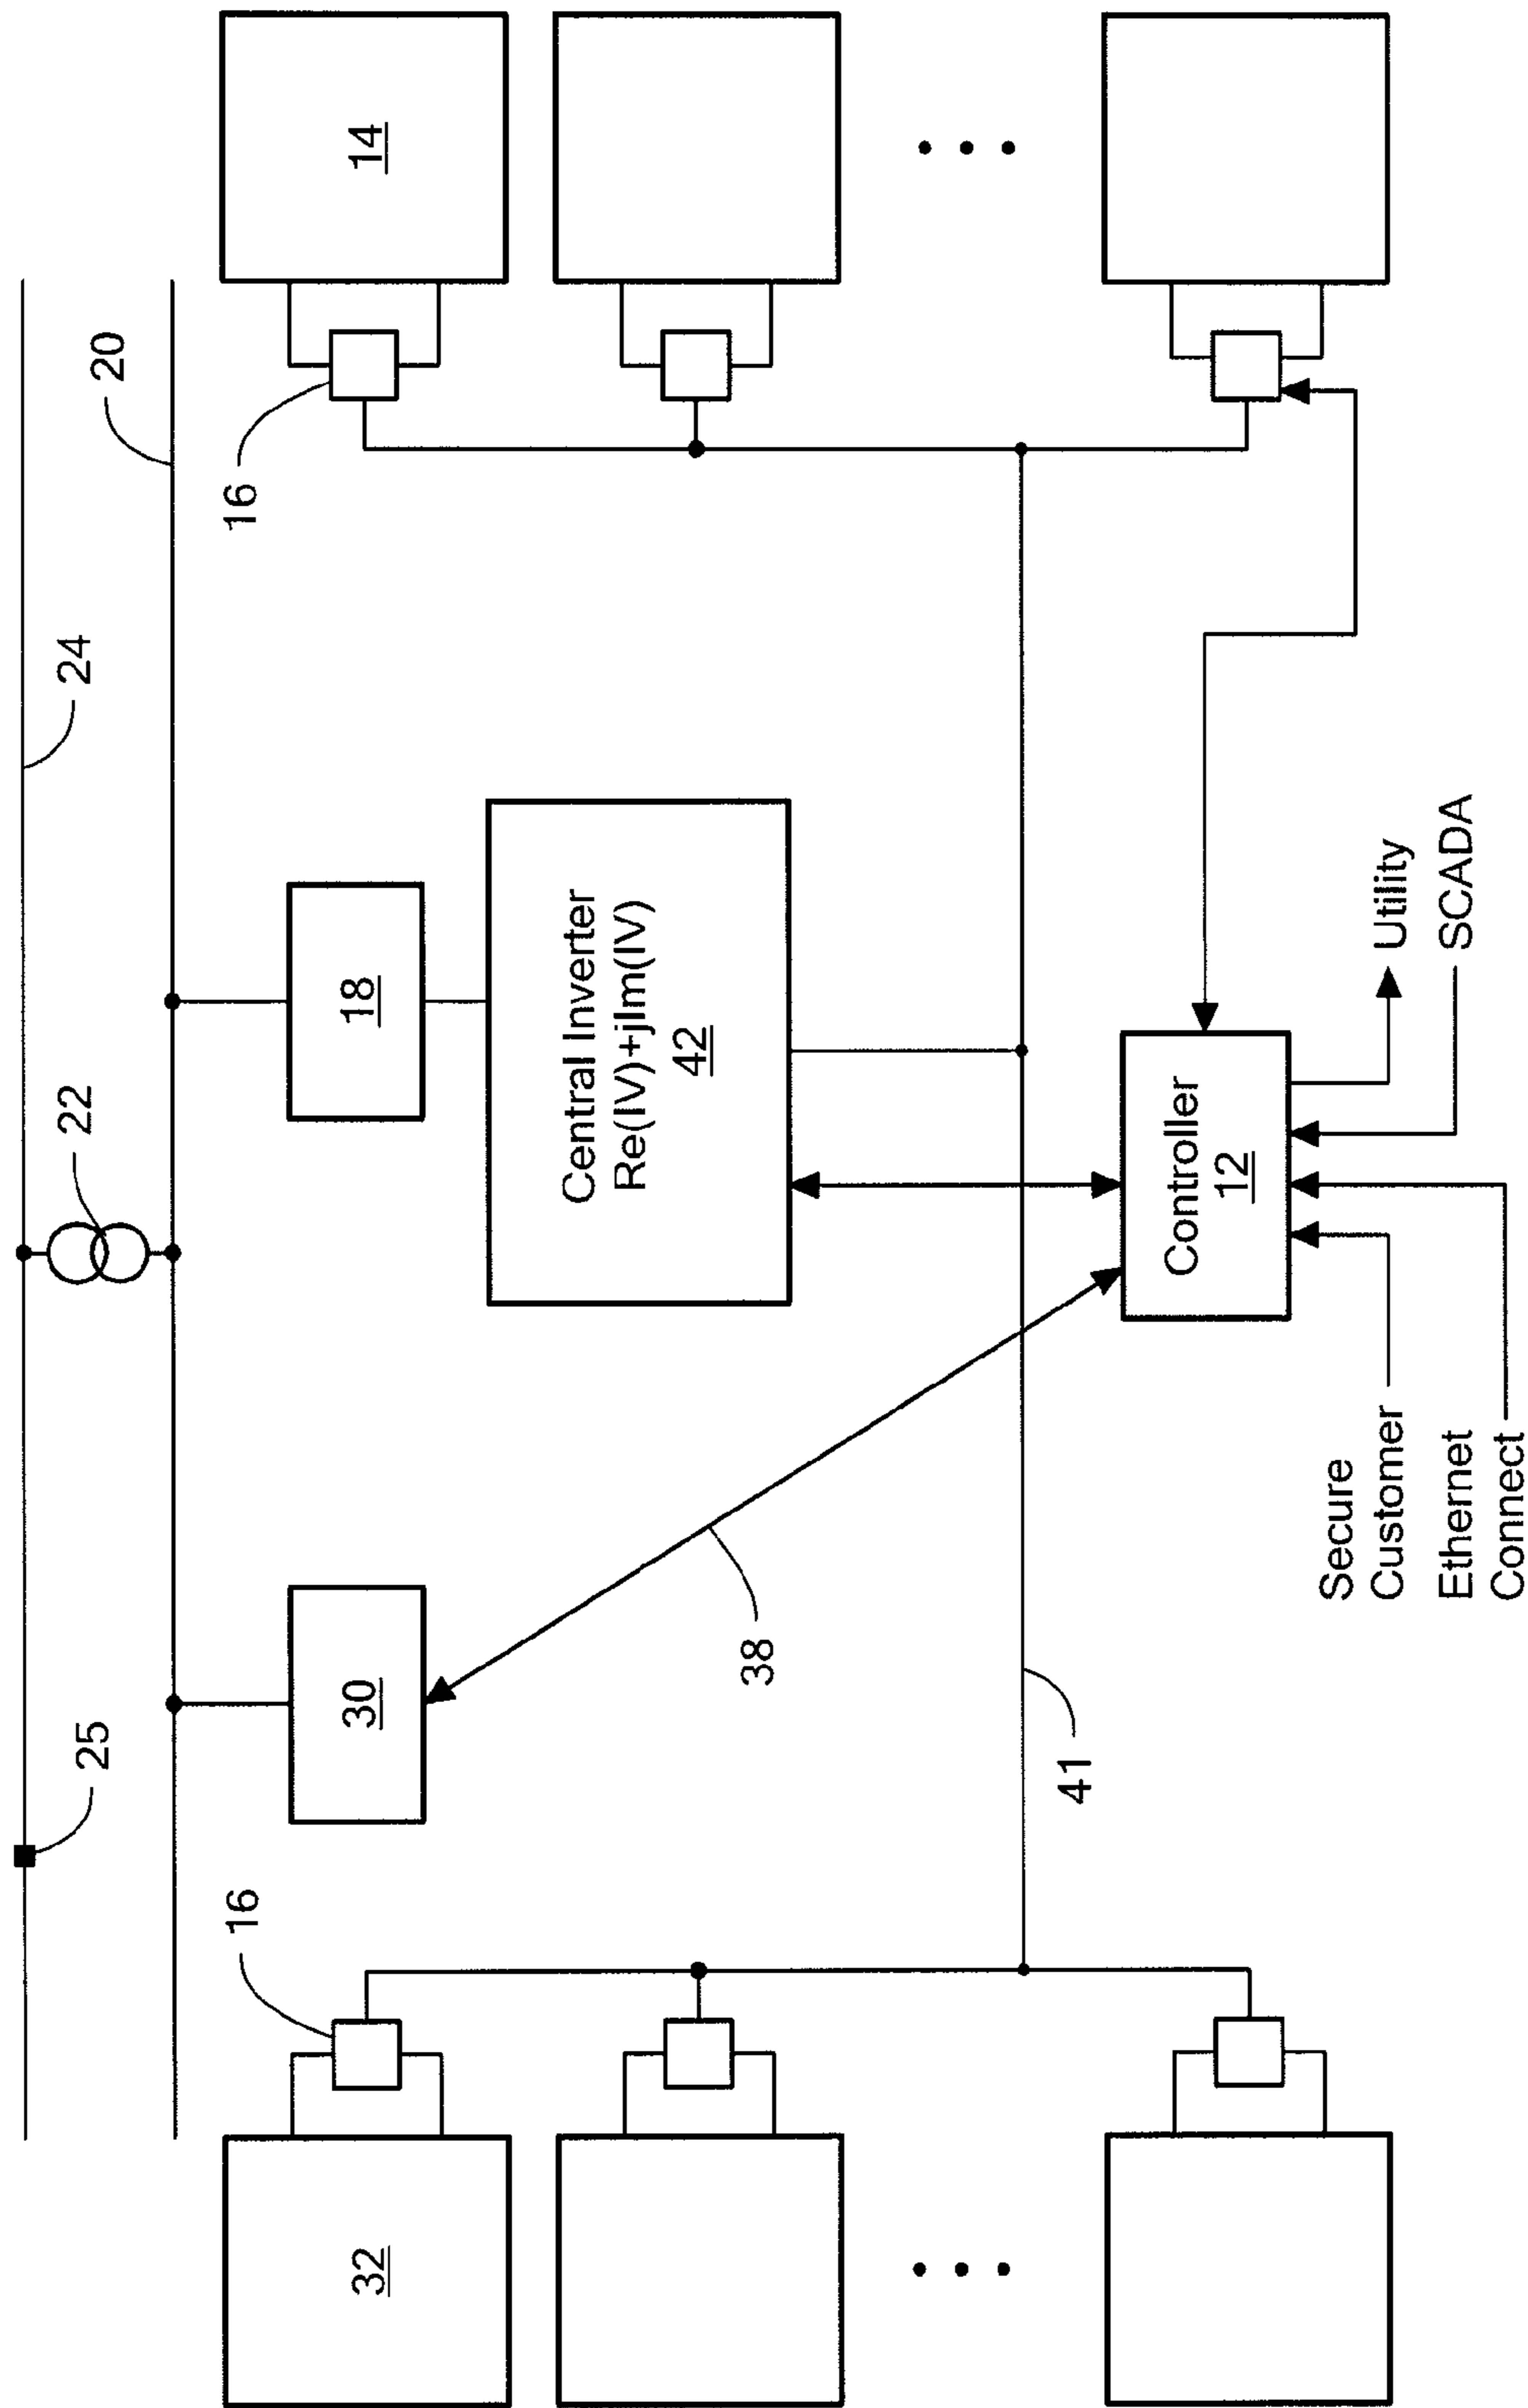 25
22
24
20
16
16
32
30
18
14
Central Inverter
Re(IV)+jIm(IV)
42
38
41
Controller
12
Secure
Customer
Utility
Ethernet
Connect
SCADA